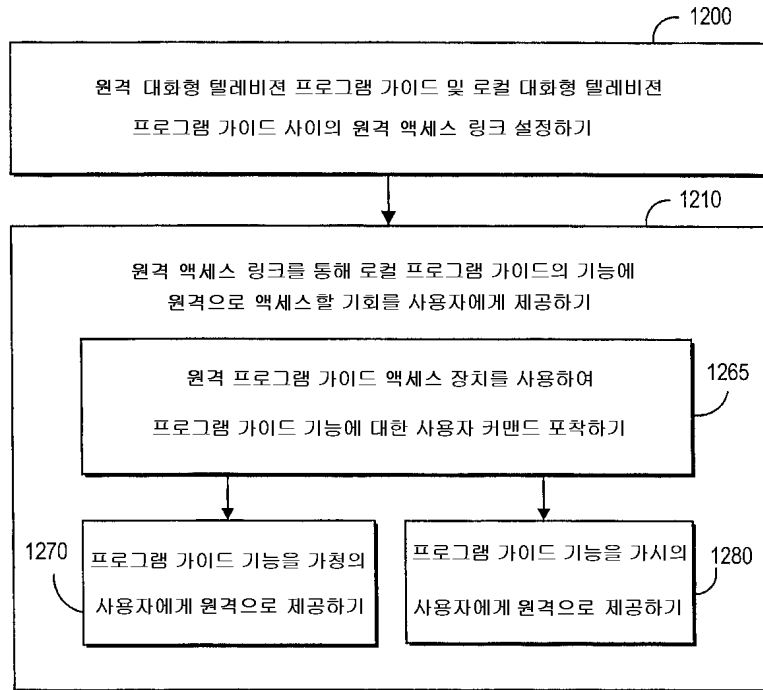 1200
원격 대화형 텔레비젼 프로그램 가이드 및 로컬 대화형 텔레비젼
프로그램 가이드 사이의 원격 액세스 링크 설정하기
1210
원격 액세스 링크를 통해 로컬 프로그램 가이드의 기능에
원격으로 액세스할 기회를 사용자에게 제공하기
원격 프로그램 가이드 액세스 장치를 사용하여
프로그램 가이드 기능에 대한 사용자 커맨드 포착하기
1265
1270
프로그램 가이드 기능을 가청의
사용자에게 원격으로 제공하기
프로그램 가이드 기능을 가시의
사용자에게 원격으로 제공하기
1280